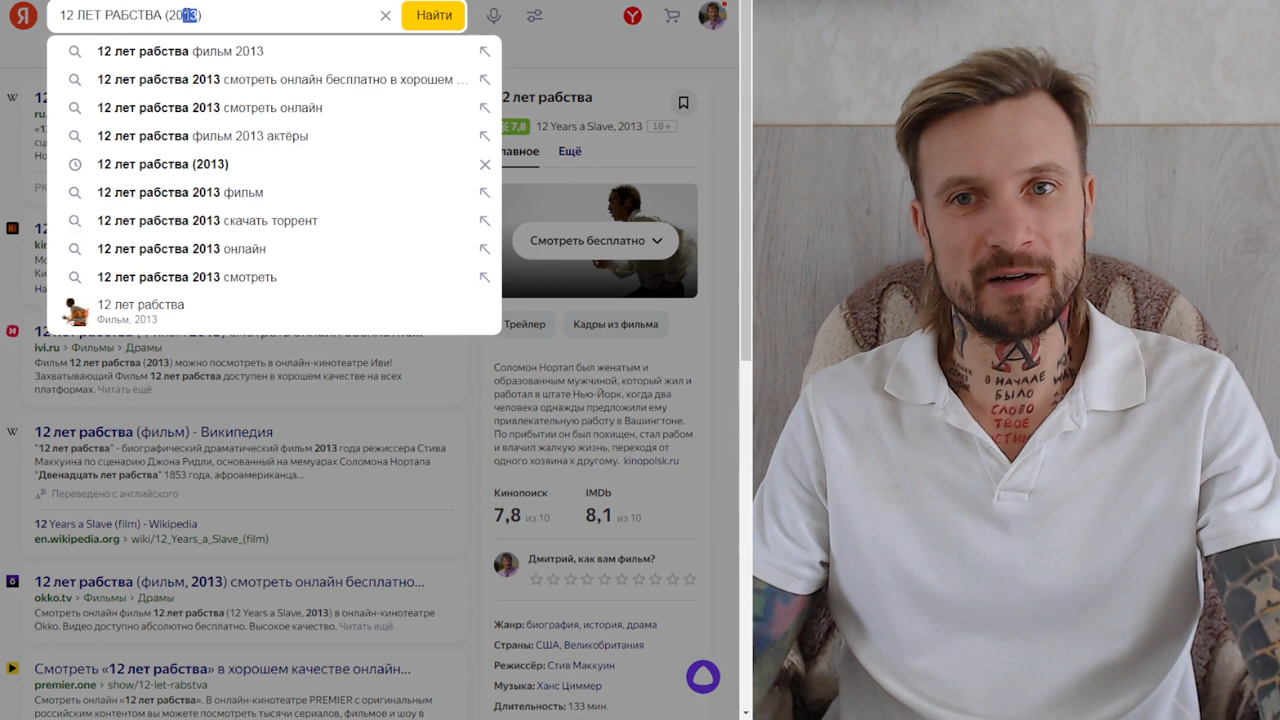 Я
12 ЛЕТ РАБСТВА (2013)
Найти
12 лет рабства фильм 2013
12 лет рабства 2013 смотреть онлайн бесплатно в хорошем ...
12 лет рабства 2013 смотреть онлайн
12 лет рабства фильм 2013 актёры
12 лет рабства (2013)
12 лет рабства 2013 фильм
12 лет рабства 2013 скачать торрент
12 лет рабства 2013 онлайн
12 лет рабства 2013 смотреть
12 лет рабства
Фильм, 2013
ivi.ru › Фильмы › Драмы
Фильм 12 лет рабства (2013) можно посмотреть в онлайн-кинотеатре Иви!
Захватывающий Фильм 12 лет рабства доступен в хорошем качестве на всех
платформах. Читать ещё
12 лет рабства (фильм) - Википедия
"12 лет рабства" - биографический драматический фильм 2013 года режиссера Стива
Маккуина по сценарию Джона Ридли, основанный на мемуарах Соломона Нортапа
"Двенадцать лет рабства" 1853 года, афроамериканца...
Переведено с английского
12 Years a Slave (film) - Wikipedia
en.wikipedia.org › wiki/12_Years_a_Slave_(film)
12 лет рабства (фильм, 2013) смотреть онлайн бесплатно...
okko.tv › Фильмы › Драмы
Смотреть онлайн фильм 12 лет рабства (12 Years a Slave, 2013) в онлайн-кинотеатре
Okko. Видео доступно абсолютно бесплатно. Высокое качество. Читать ещё
Смотреть «12 лет рабства» в хорошем качестве онлайн...
premier.one › show/12-let-rabstva
Смотреть онлайн «12 лет рабства». В онлайн-кинотеатре PREMIER с оригинальным
российским контентом вы можете посмотреть тысячи сериалов, фильмов и шоу в
2 лет рабства
7,8 12 Years a Slave, 2013 18+
лавное Ещё
Смотреть бесплатно
Трейлер Кадры из фильма
Соломон Нортап был женатым и
образованным мужчиной, который жил и
работал в штате Нью-Йорк, когда два
человека однажды предложили ему
привлекательную работу в Вашингтоне.
По прибытии он был похищен, стал рабом
и влачил жалкую жизнь, переходя от
одного хозяина к другому. kinopoisk.ru
Кинопоиск IMDb
7,8 из 10 8,1 из 10
Дмитрий, как вам фильм?
Жанр: биография, история, драма
Страны: США, Великобритания
Режиссёр: Стив Маккуин
Музыка: Ханс Циммер
Длительность: 133 мин.
В НАЧАЛЕ
БЫЛО
СЛОВО
ТВОЕ